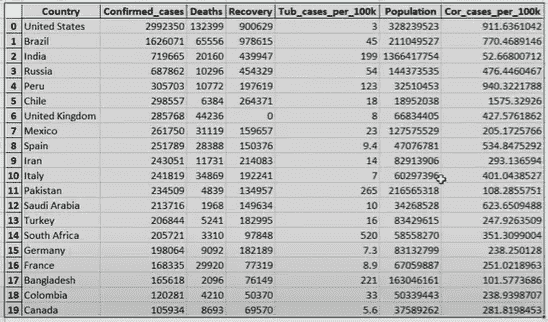 Country Confirmed_cases Deaths Recovery Tub_cases_per_100k Population Cor_cases_per_100k
0 United States 2992350 132399 900629 3 328239523 911.6361042
1 Brazil 1626071 65556 978615 45 211049527 770.4689146
2 India 719665 20160 439947 199 1366417754 52.66800712
3 Russia 687862 10296 454329 54 144373535 476.4460467
4 Peru 305703 10772 197619 123 32510453 940.3221788
5 Chile 298557 6384 264371 18 18952038 1575.32926
6 United Kingdom 285768 44236 0 8 66834405 427.5761862
7 Mexico 261750 31119 159657 23 127575529 205.1725766
8 Spain 251789 28388 150376 9.4 47076781 534.8475292
9 Iran 243051 11731 214083 14 82913906 293.136594
10 Italy 241819 34869 192241 7 60297396 401.0438527
11 Pakistan 234509 4839 134957 265 216565318 108.2855751
12 Saudi Arabia 213716 1968 149634 10 34268528 623.6509488
13 Turkey 206844 5241 182995 16 83429615 247.9263509
14 South Africa 205721 3310 97848 520 58558270 351.3099004
15 Germany 198064 9092 182189 7.3 83132799 238.250128
16 France 168335 29920 77319 8.9 67059887 251.0218963
17 Bangladesh 165618 2096 76149 221 163046161 101.5773686
18 Colombia 120281 4210 50370 33 50339443 238.9398707
19 Canada 105934 8693 69570 5.6 37589262 281.8198453